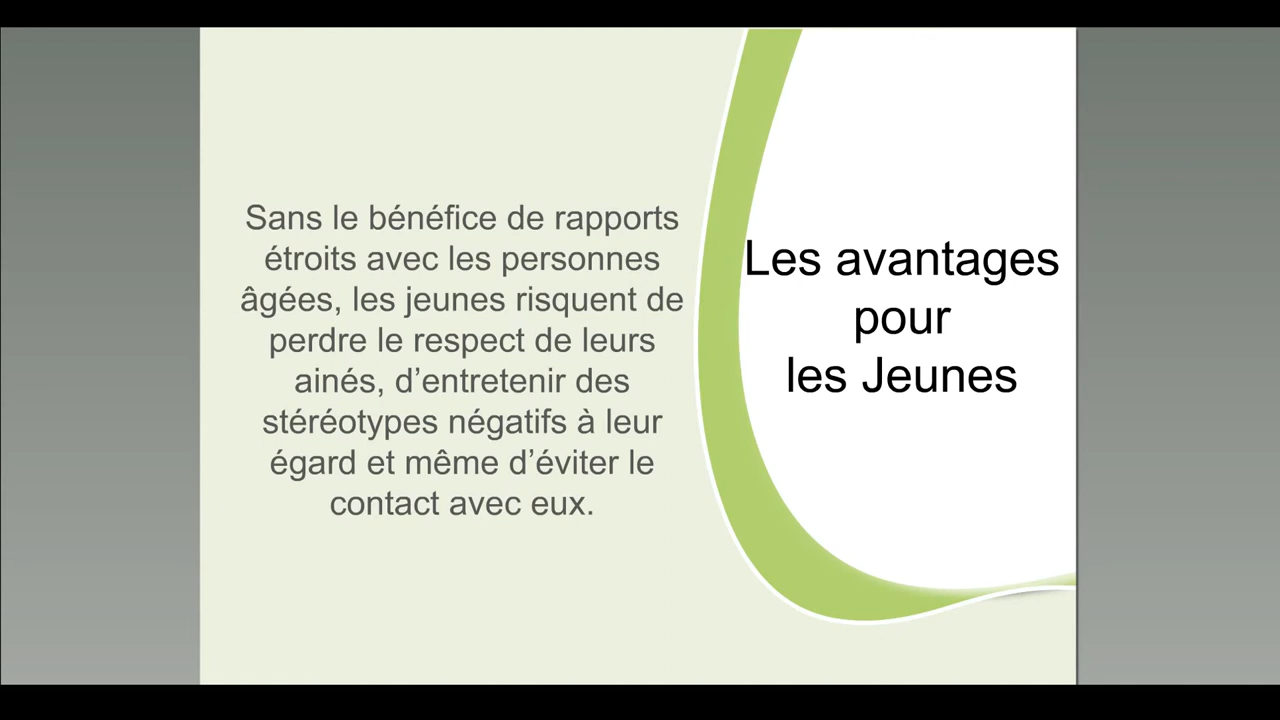 Sans le bénéfice de rapports
étroits avec les personnes
âgées, les jeunes risquent de
perdre le respect de leurs
ainés, d’entretenir des
stéréotypes négatifs à leur
égard et même d’éviter le
contact avec eux.
Les avantages
pour
les Jeunes